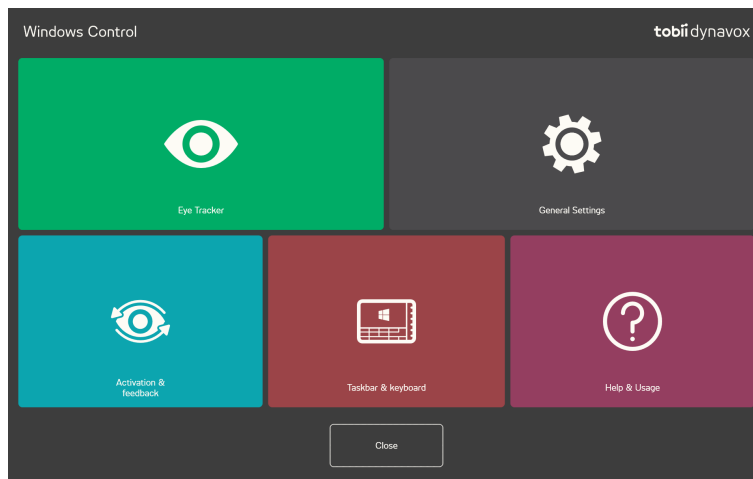 Windows Control
tobii dynavox
Eye Tracker
General Settings
Activation &
feedback
Taskbar & keyboard
Help & Usage
Close